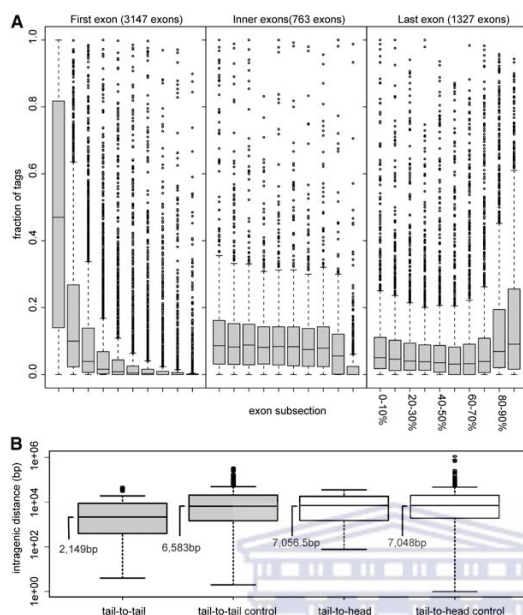 A
First exon (3147 exons)
Inner exons(763 exons)
Last exon (1327 exons)
fraction of tags
1.0
0.8
0.6
0.4
0.2
0.0
exon subsection
0-10%
20-30%
40-50%
60-70%
80-90%
B
intragenic distance (bp)
1e+06
1e+04
1e+02
1e+00
2,149bp
6,583bp
7,056.5bp
7,048bp
tail-to-tail
tail-to-tail control
tail-to-head
tail-to-head control